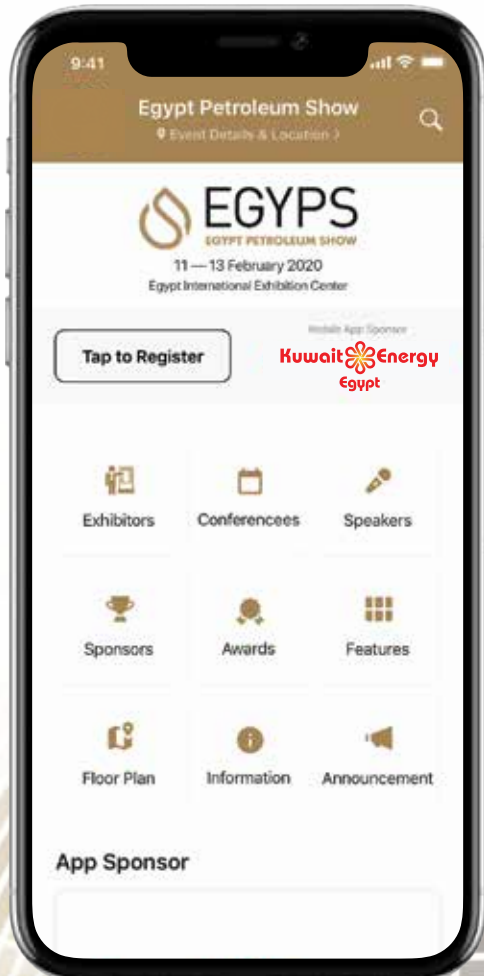 9:41
Egypt Petroleum Show
Event Details & Location >
EGYPS
EGYPT PETROLEUM SHOW
11 — 13 February 2020
Egypt International Exhibition Center
Mobile App Sponsor
Tap to Register
Kuwait Energy
Egypt
Exhibitors
Conferencees
Speakers
Sponsors
Awards
Features
Floor Plan
Information
Announcement
App Sponsor